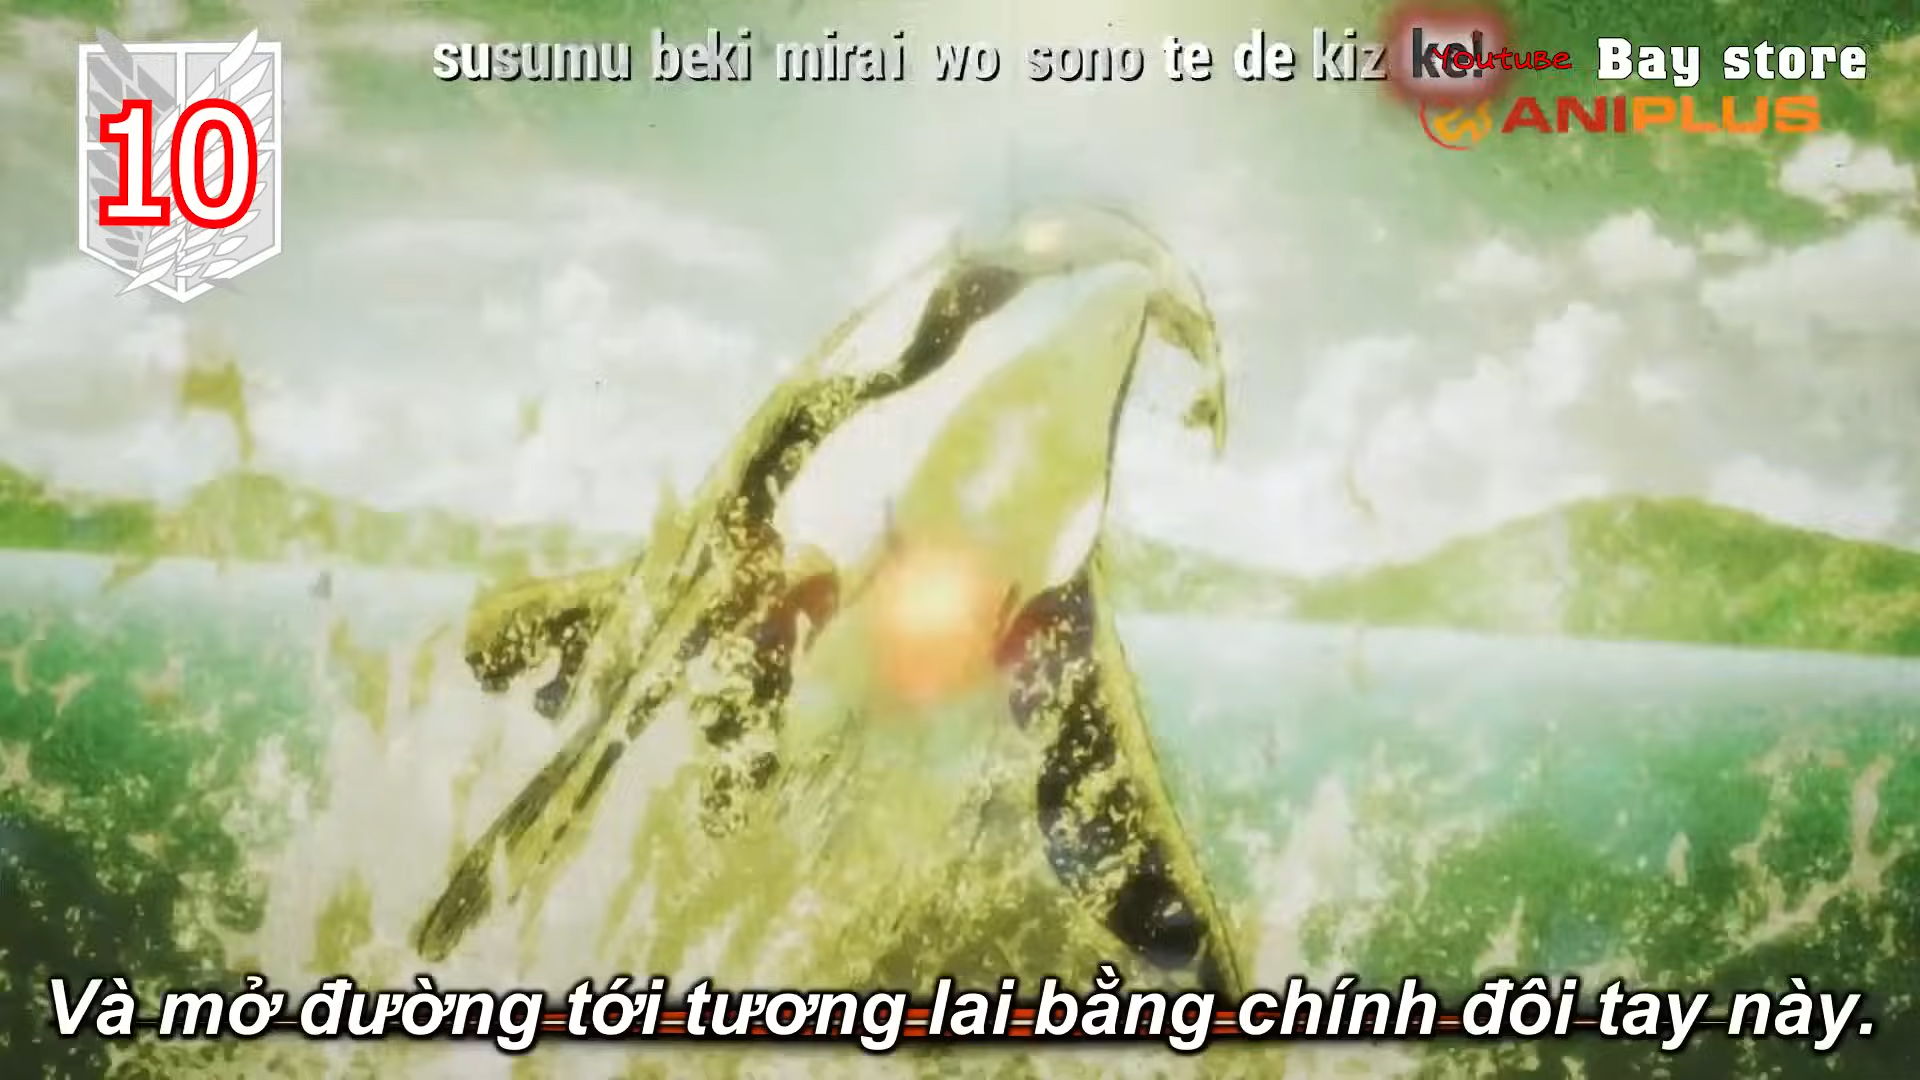 susumu beki mirai wo sono te de kiz ke!
Youtube Bay store
ANIPLUS
10
Và mở đường tới tương lai bằng chính đôi tay này.